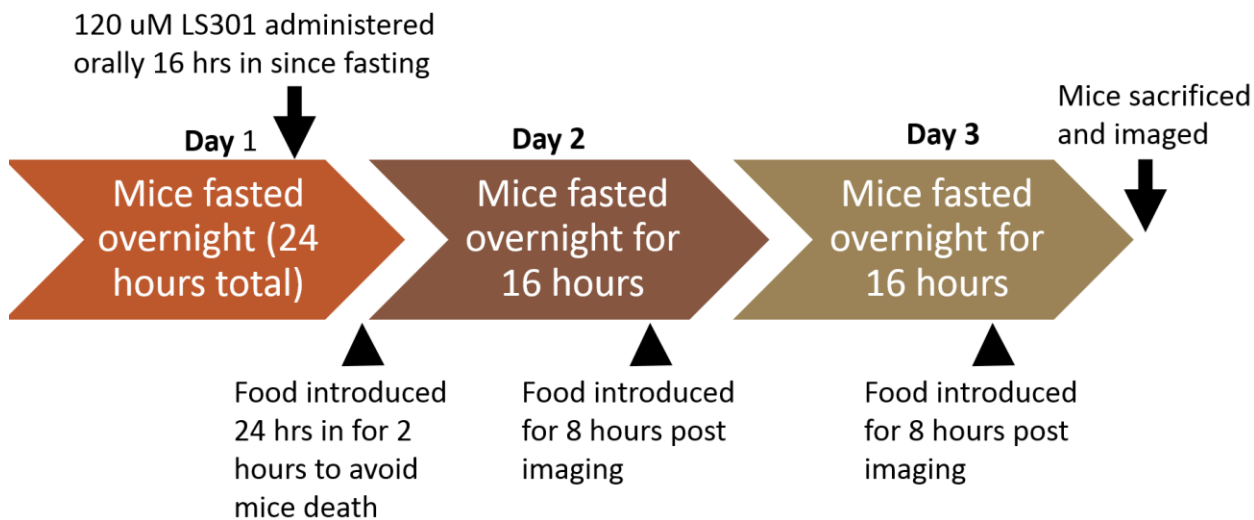 120 uM LS301 administered
orally 16 hrs in since fasting
Mice sacrificed
and imaged
Day 1
Day 2
Day 3
Mice fasted
overnight (24
hours total)
Mice fasted
overnight for
16 hours
Mice fasted
overnight for
16 hours
Food introduced
24 hrs in for 2
hours to avoid
mice death
Food introduced
for 8 hours post
imaging
Food introduced
for 8 hours post
imaging